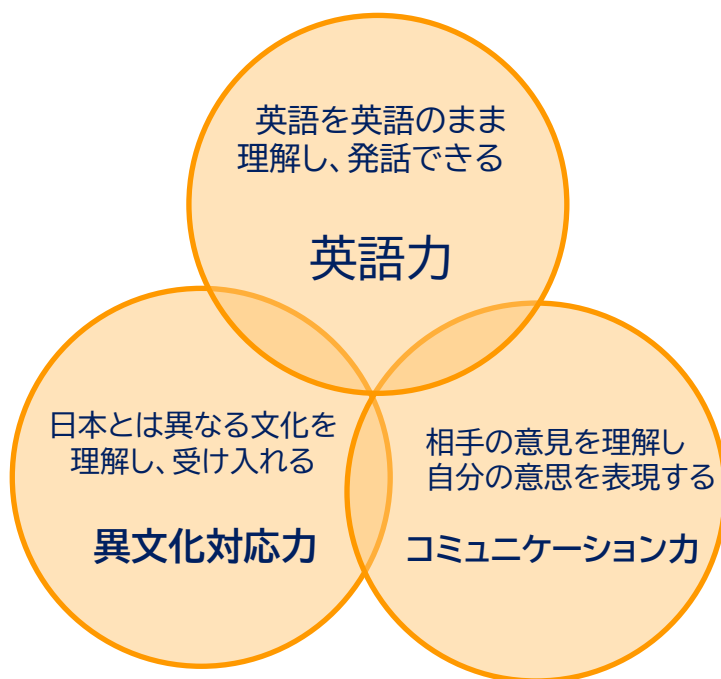 英語を英語のまま
理解し、発話できる
英語力
日本とは異なる文化を
理解し、受け入れる
異文化対応力
相手の意見を理解し
自分の意思を表現する
コミュニケーション力